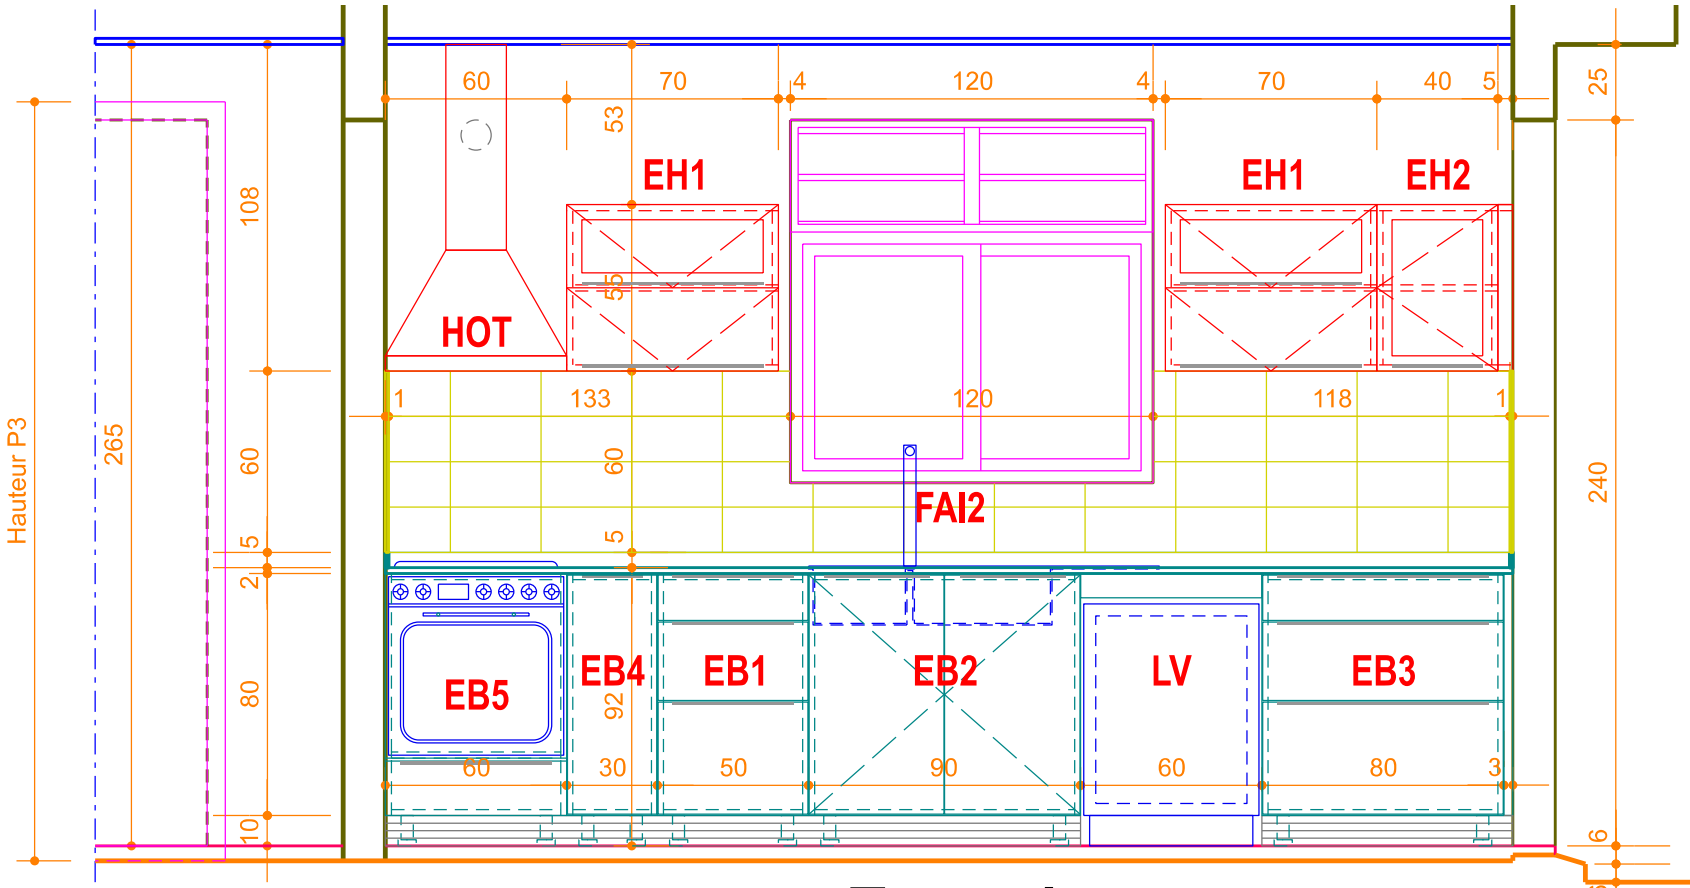 60 70 4 120 4 70 40 5 25
53
EH1 EH1 EH2
108
55
HOT
1 133 120 118 1
Hauteur P3 265 60 60 240
FAI2
5 5
2
EB5 EB4 EB1 EB2 LV EB3
80 92
60 30 50 90 60 80 3
10 6